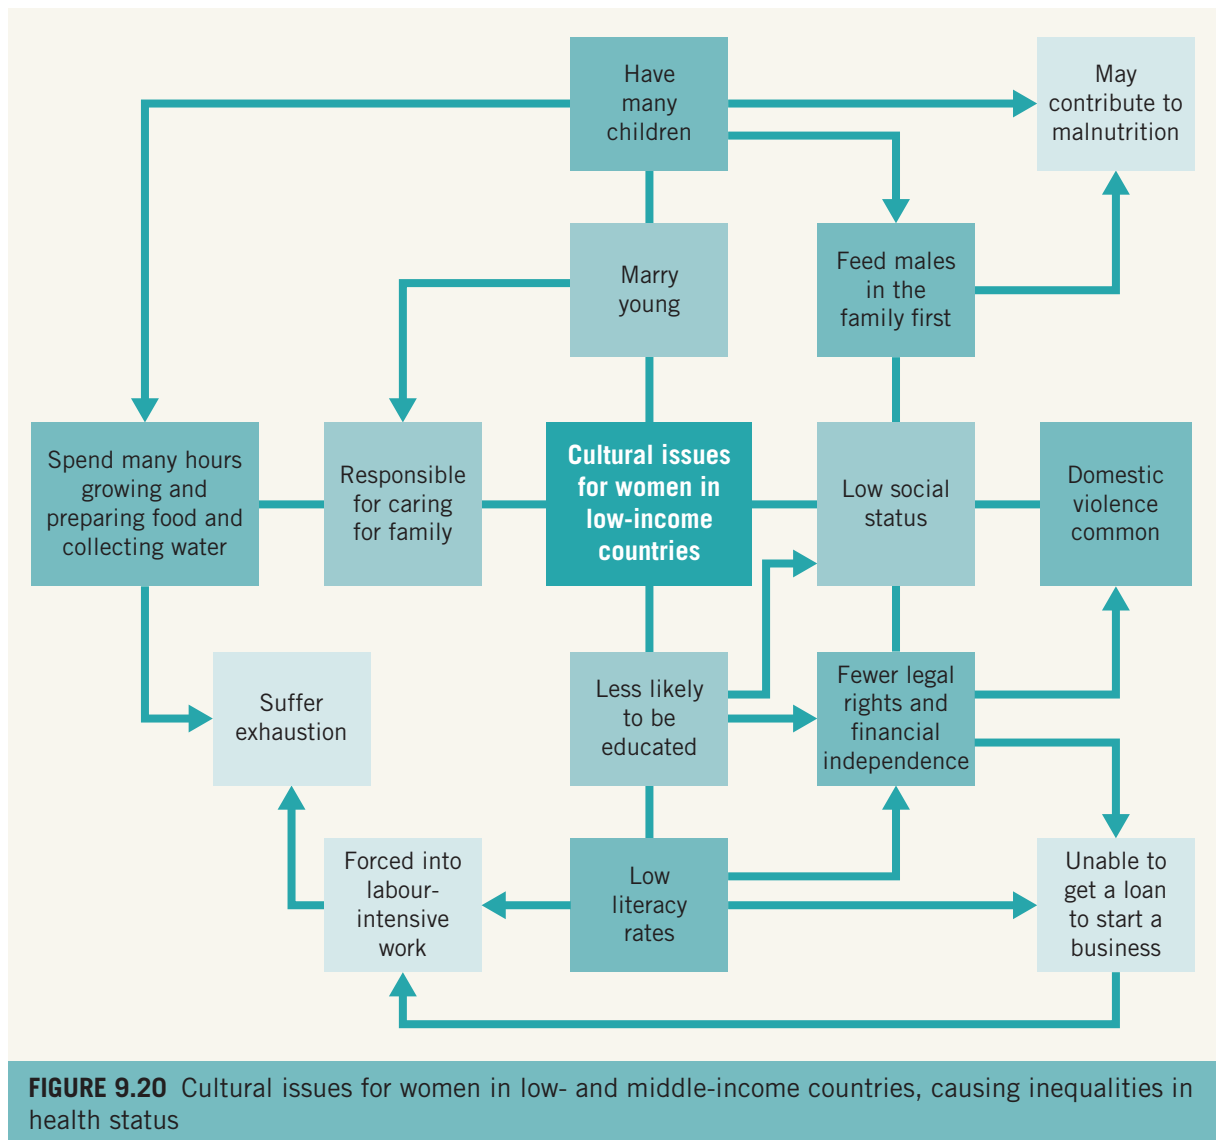 Have
many
children
May
contribute to
malnutrition
Marry
young
Feed males
in the
family first
Spend many hours
growing and
preparing food and
collecting water
Responsible
for caring
for family
Cultural issues
for women in
low-income
countries
Low social
status
Domestic
violence
common
Suffer
exhaustion
Less likely
to be
educated
Fewer legal
rights and
financial
independence
Forced into
labour-
intensive
work
Low
literacy
rates
Unable to
get a loan
to start a
business
FIGURE 9.20 Cultural issues for women in low- and middle-income countries, causing inequalities in
health status